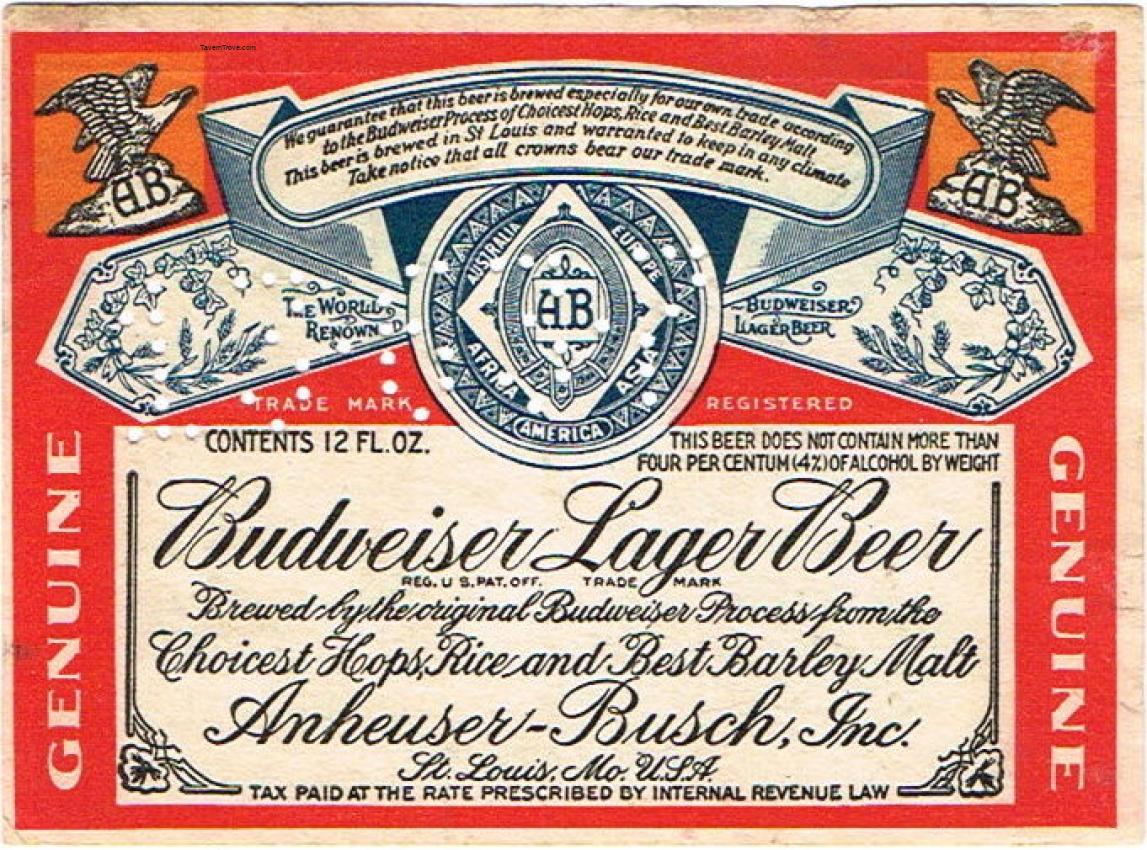 TavernTrove.com
We guarantee that this beer is brewed especially for our own trade according
to the Budweiser Process of Choicest Hops, Rice and Best Barley Malt
This beer is brewed in St Louis and warranted to keep in any climate
Take notice that all crowns bear our trade mark.
AB
AB
AUSTRALIA
EUROPE
THE WORLD
RENOWNED
AB
BUDWEISER
LAGER BEER
AFRICA
ASIA
AMERICA
TRADE MARK
REGISTERED
CONTENTS 12 FL.OZ.
THIS BEER DOES NOT CONTAIN MORE THAN
FOUR PER CENTUM (4%) OF ALCOHOL BY WEIGHT
GENUINE
GENUINE
Budweiser Lager Beer
REG. U.S. PAT. OFF. TRADE MARK
Brewed by the original Budweiser Process from the
Choicest Hops, Rice and Best Barley Malt
Anheuser-Busch, Inc.
St. Louis, Mo. U.S.A.
TAX PAID AT THE RATE PRESCRIBED BY INTERNAL REVENUE LAW